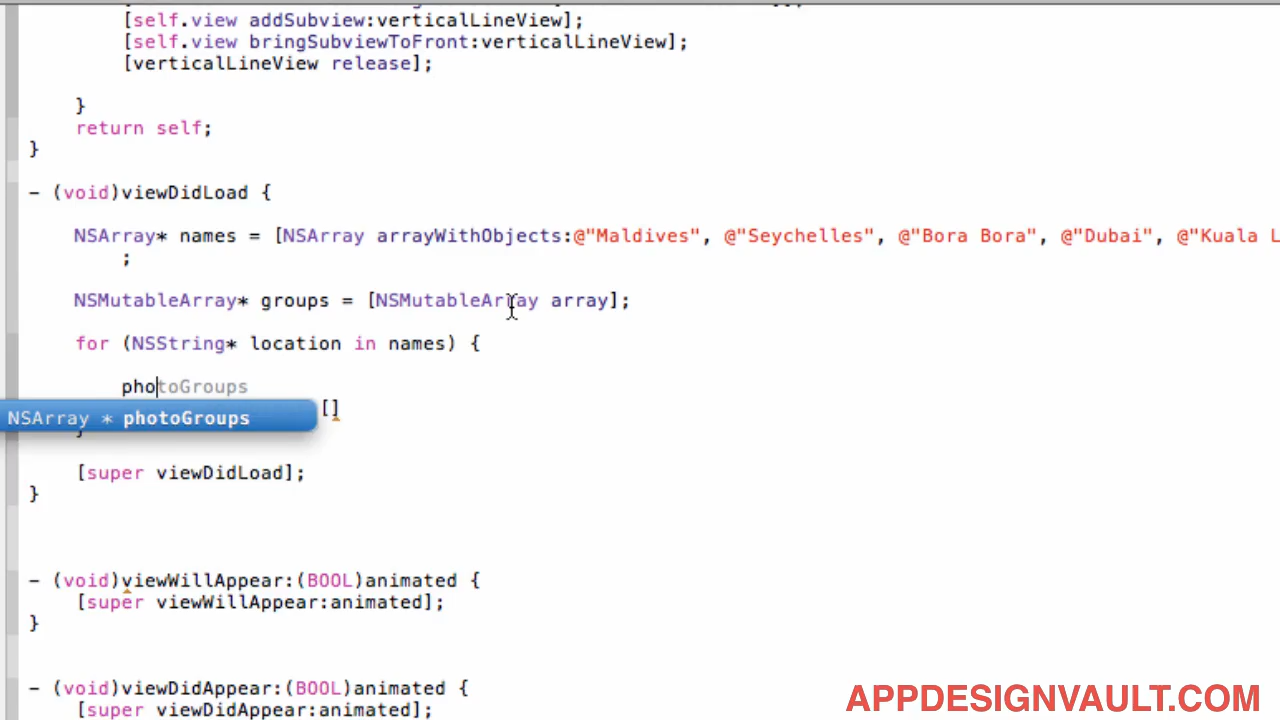 [self.view addSubview:verticalLineView];
[self.view bringSubviewToFront:verticalLineView];
[verticalLineView release];
}
return self;
}
- (void)viewDidLoad {
NSArray* names = [NSArray arrayWithObjects:@"Maldives", @"Seychelles", @"Bora Bora", @"Dubai", @"Kuala L
;
NSMutableArray* groups = [NSMutableArray array];
for (NSString* location in names) {
photoGroups
NSArray * photoGroups []
}
[super viewDidLoad];
}
- (void)viewWillAppear:(BOOL)animated {
[super viewWillAppear:animated];
}
- (void)viewDidAppear:(BOOL)animated {
[super viewDidAppear:animated];
APPDESIGNVAULT.COM